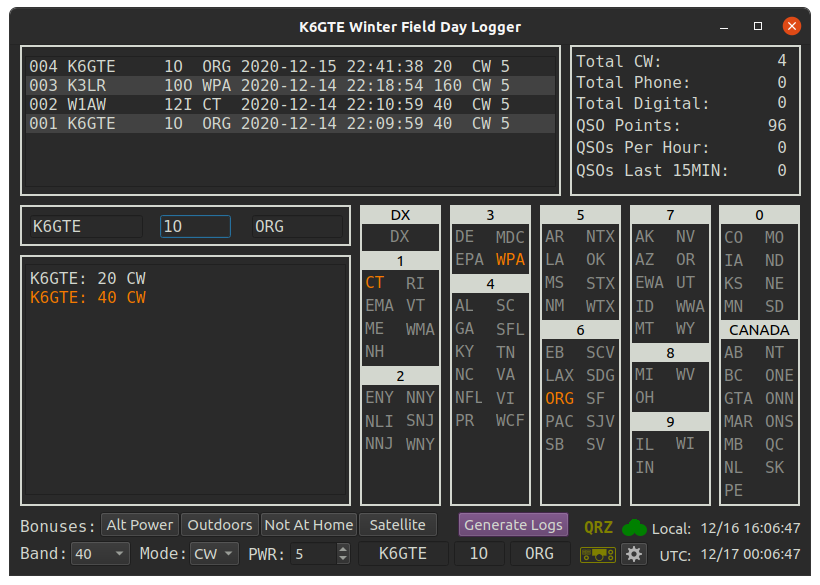 K6GTE Winter Field Day Logger
004 K6GTE 1O ORG 2020-12-15 22:41:38 20 CW 5
003 K3LR 10O WPA 2020-12-14 22:18:54 160 CW 5
002 W1AW 12I CT 2020-12-14 22:10:59 40 CW 5
001 K6GTE 1O ORG 2020-12-14 22:09:59 40 CW 5
Total CW: 4
Total Phone: 0
Total Digital: 0
QSO Points: 96
QSOs Per Hour: 0
QSOs Last 15MIN: 0
K6GTE 1O ORG
K6GTE: 20 CW
K6GTE: 40 CW
DX
DX
1
CT RI
EMA VT
ME WMA
NH
2
ENY NNY
NLI SNJ
NNJ WNY
3
DE MDC
EPA WPA
4
AL SC
GA SFL
KY TN
NC VA
NFL VI
PR WCF
5
AR NTX
LA OK
MS STX
NM WTX
6
EB SCV
LAX SDG
ORG SF
PAC SJV
SB SV
7
AK NV
AZ OR
EWA UT
ID WWA
MT WY
8
MI WV
OH
9
IL WI
IN
0
CO MO
IA ND
KS NE
MN SD
CANADA
AB NT
BC ONE
GTA ONN
MAR ONS
MB QC
NL SK
PE
Bonuses: Alt Power Outdoors Not At Home Satellite Generate Logs QRZ Local: 12/16 16:06:47
Band: 40 Mode: CW PWR: 5 K6GTE 1O ORG UTC: 12/17 00:06:47